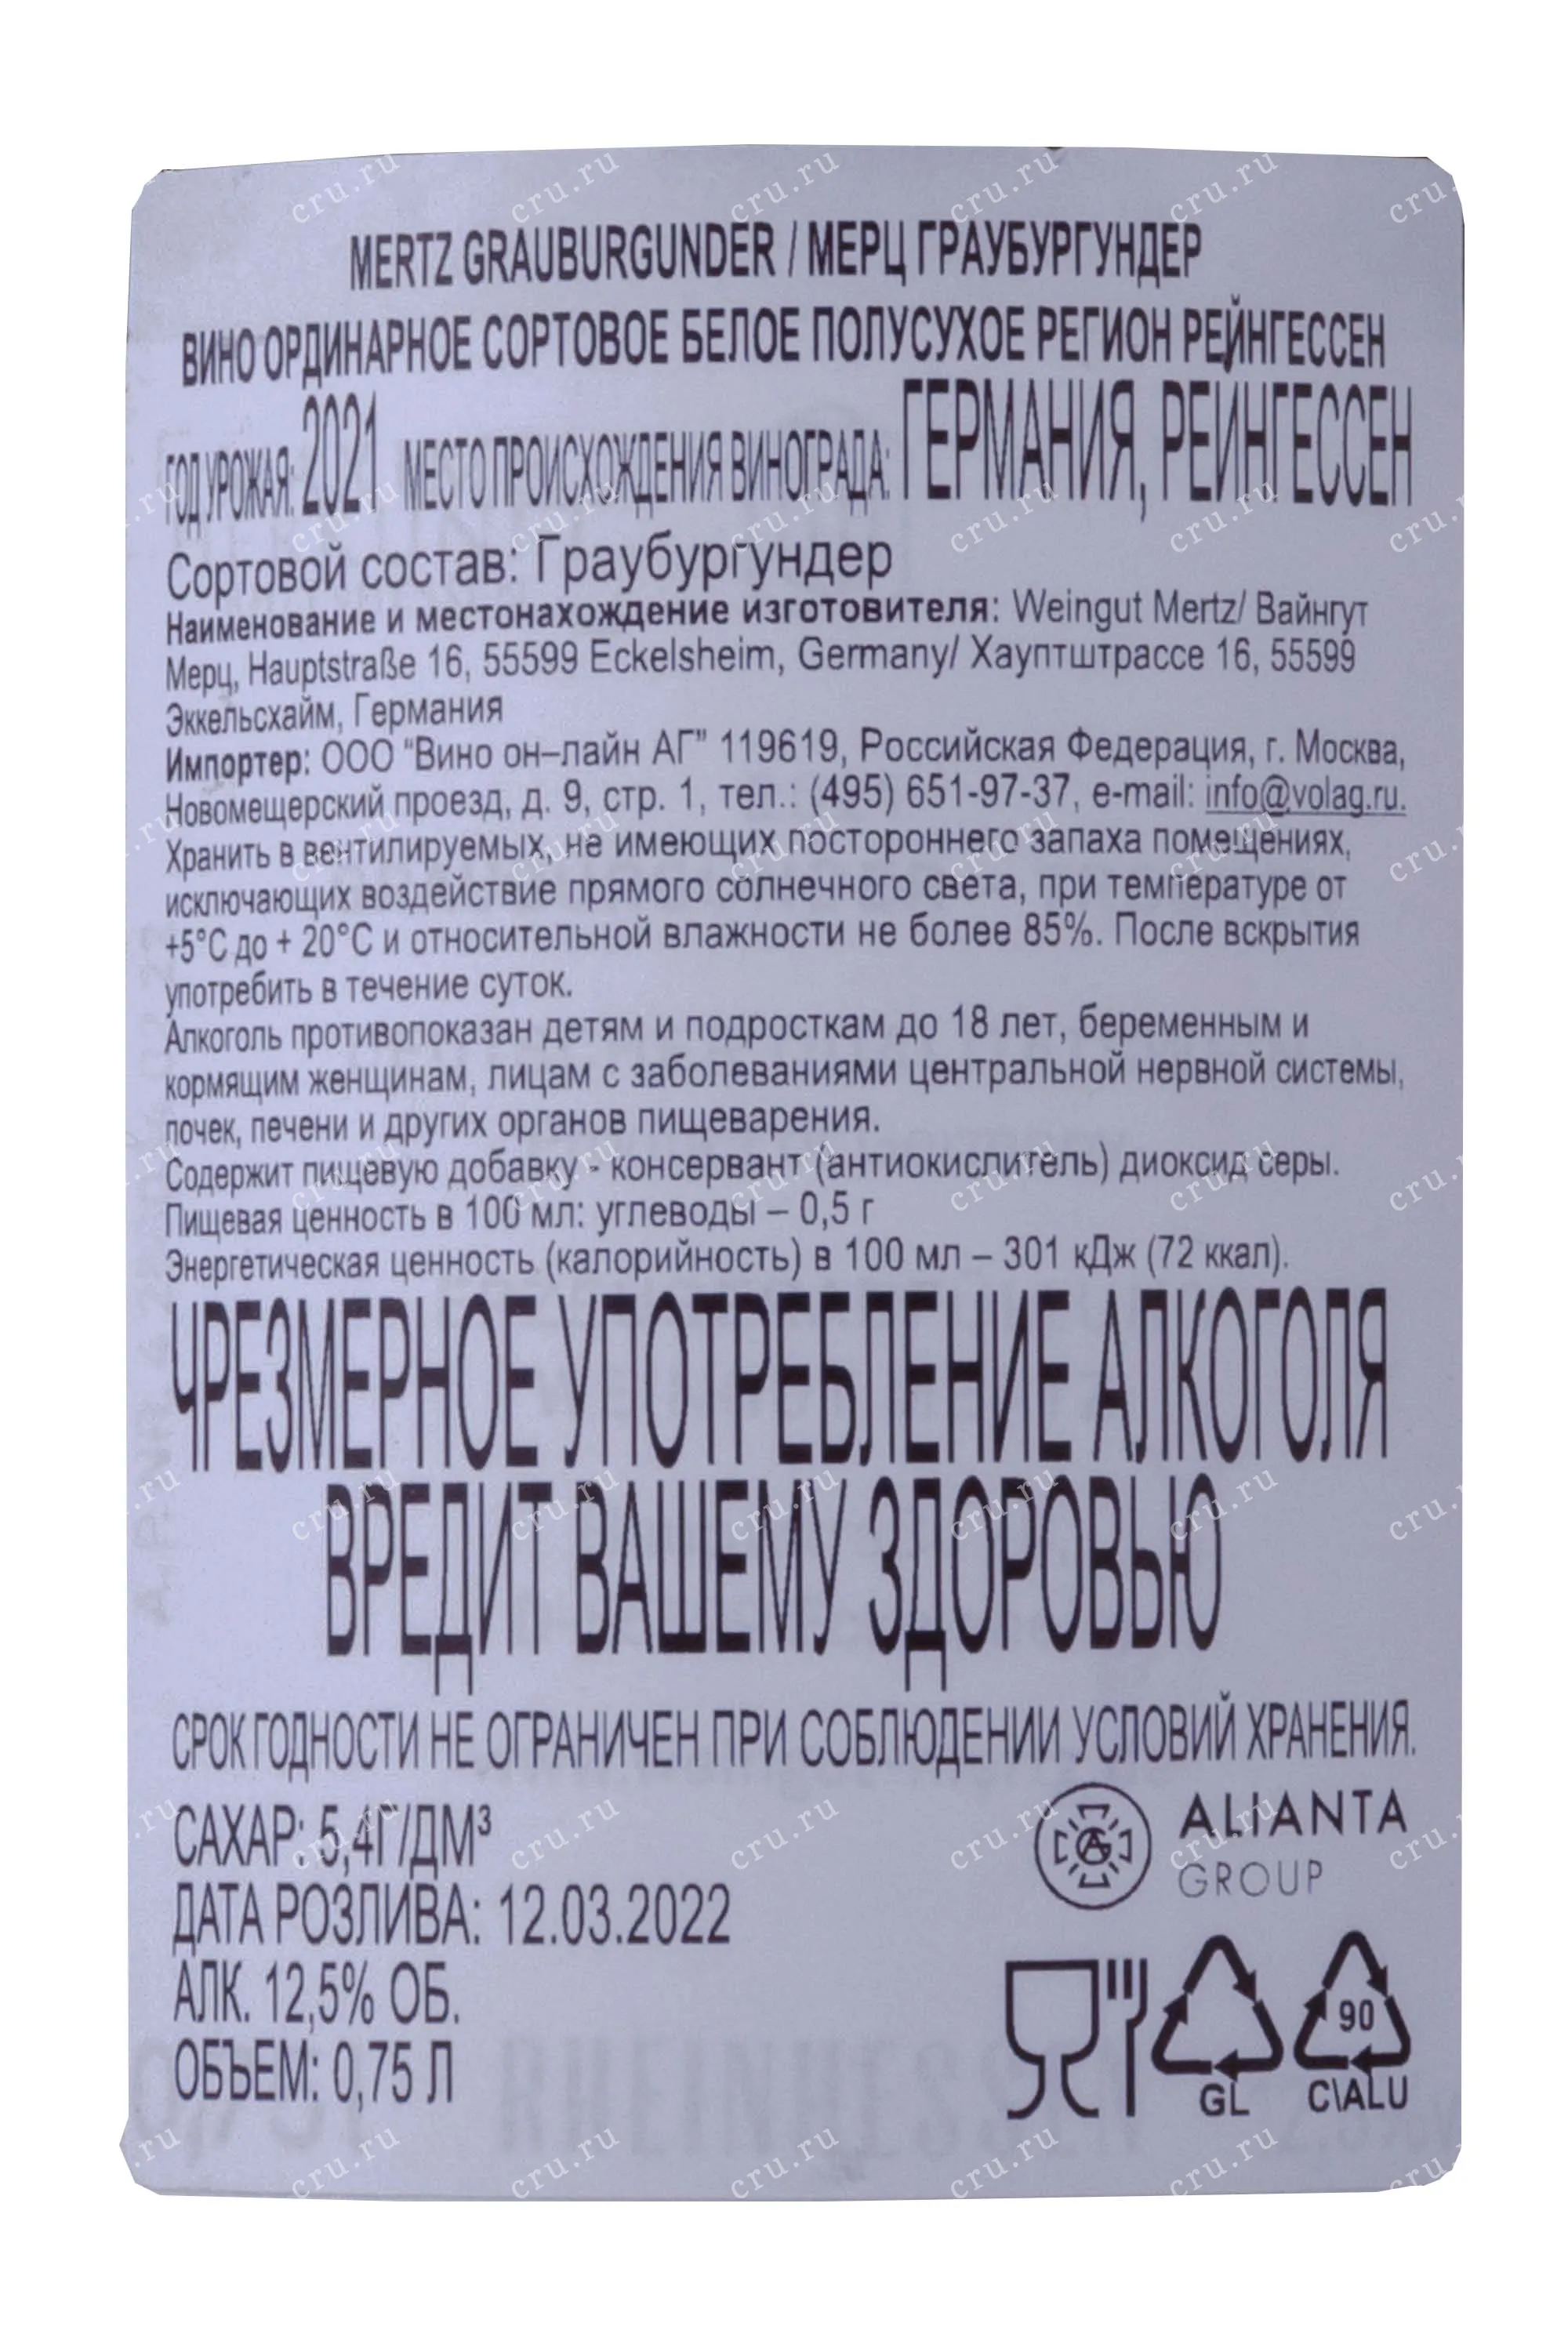 MERTZ GRAUBURGUNDER / МЕРЦ ГРАУБУРГУНДЕР
ВИНО ОРДИНАРНОЕ СОРТОВОЕ БЕЛОЕ ПОЛУСУХОЕ РЕГИОН РЕЙНГЕССЕН
ГОД УРОЖАЯ: 2021 МЕСТО ПРОИСХОЖДЕНИЯ ВИНОГРАДА: ГЕРМАНИЯ, РЕЙНГЕССЕН
Сортовой состав: Граубургундер
Наименование и местонахождение изготовителя: Weingut Mertz/ Вайнгут
Мерц, Hauptstraße 16, 55599 Eckelsheim, Germany/ Хауптштрассе 16, 55599
Эккельсхайм, Германия
Импортер: ООО "Вино он–лайн АГ" 119619, Российская Федерация, г. Москва,
Новомещерский проезд, д. 9, стр. 1, тел.: (495) 651-97-37, e-mail: info@volag.ru.
Хранить в вентилируемых, не имеющих постороннего запаха помещениях,
исключающих воздействие прямого солнечного света, при температуре от
+5°С до + 20°С и относительной влажности не более 85%. После вскрытия
употребить в течение суток.
Алкоголь противопоказан детям и подросткам до 18 лет, беременным и
кормящим женщинам, лицам с заболеваниями центральной нервной системы,
почек, печени и других органов пищеварения.
Содержит пищевую добавку - консервант (антиокислитель) диоксид серы.
Пищевая ценность в 100 мл: углеводы – 0,5 г
Энергетическая ценность (калорийность) в 100 мл – 301 кДж (72 ккал).
ЧРЕЗМЕРНОЕ УПОТРЕБЛЕНИЕ АЛКОГОЛЯ
ВРЕДИТ ВАШЕМУ ЗДОРОВЬЮ
СРОК ГОДНОСТИ НЕ ОГРАНИЧЕН ПРИ СОБЛЮДЕНИИ УСЛОВИЙ ХРАНЕНИЯ.
САХАР: 5,4Г/ДМ³
ДАТА РОЗЛИВА: 12.03.2022
АЛК. 12,5% ОБ.
ОБЪЕМ: 0,75 Л
ALIANTA
GROUP
90
GL
C\ALU
cru.ru